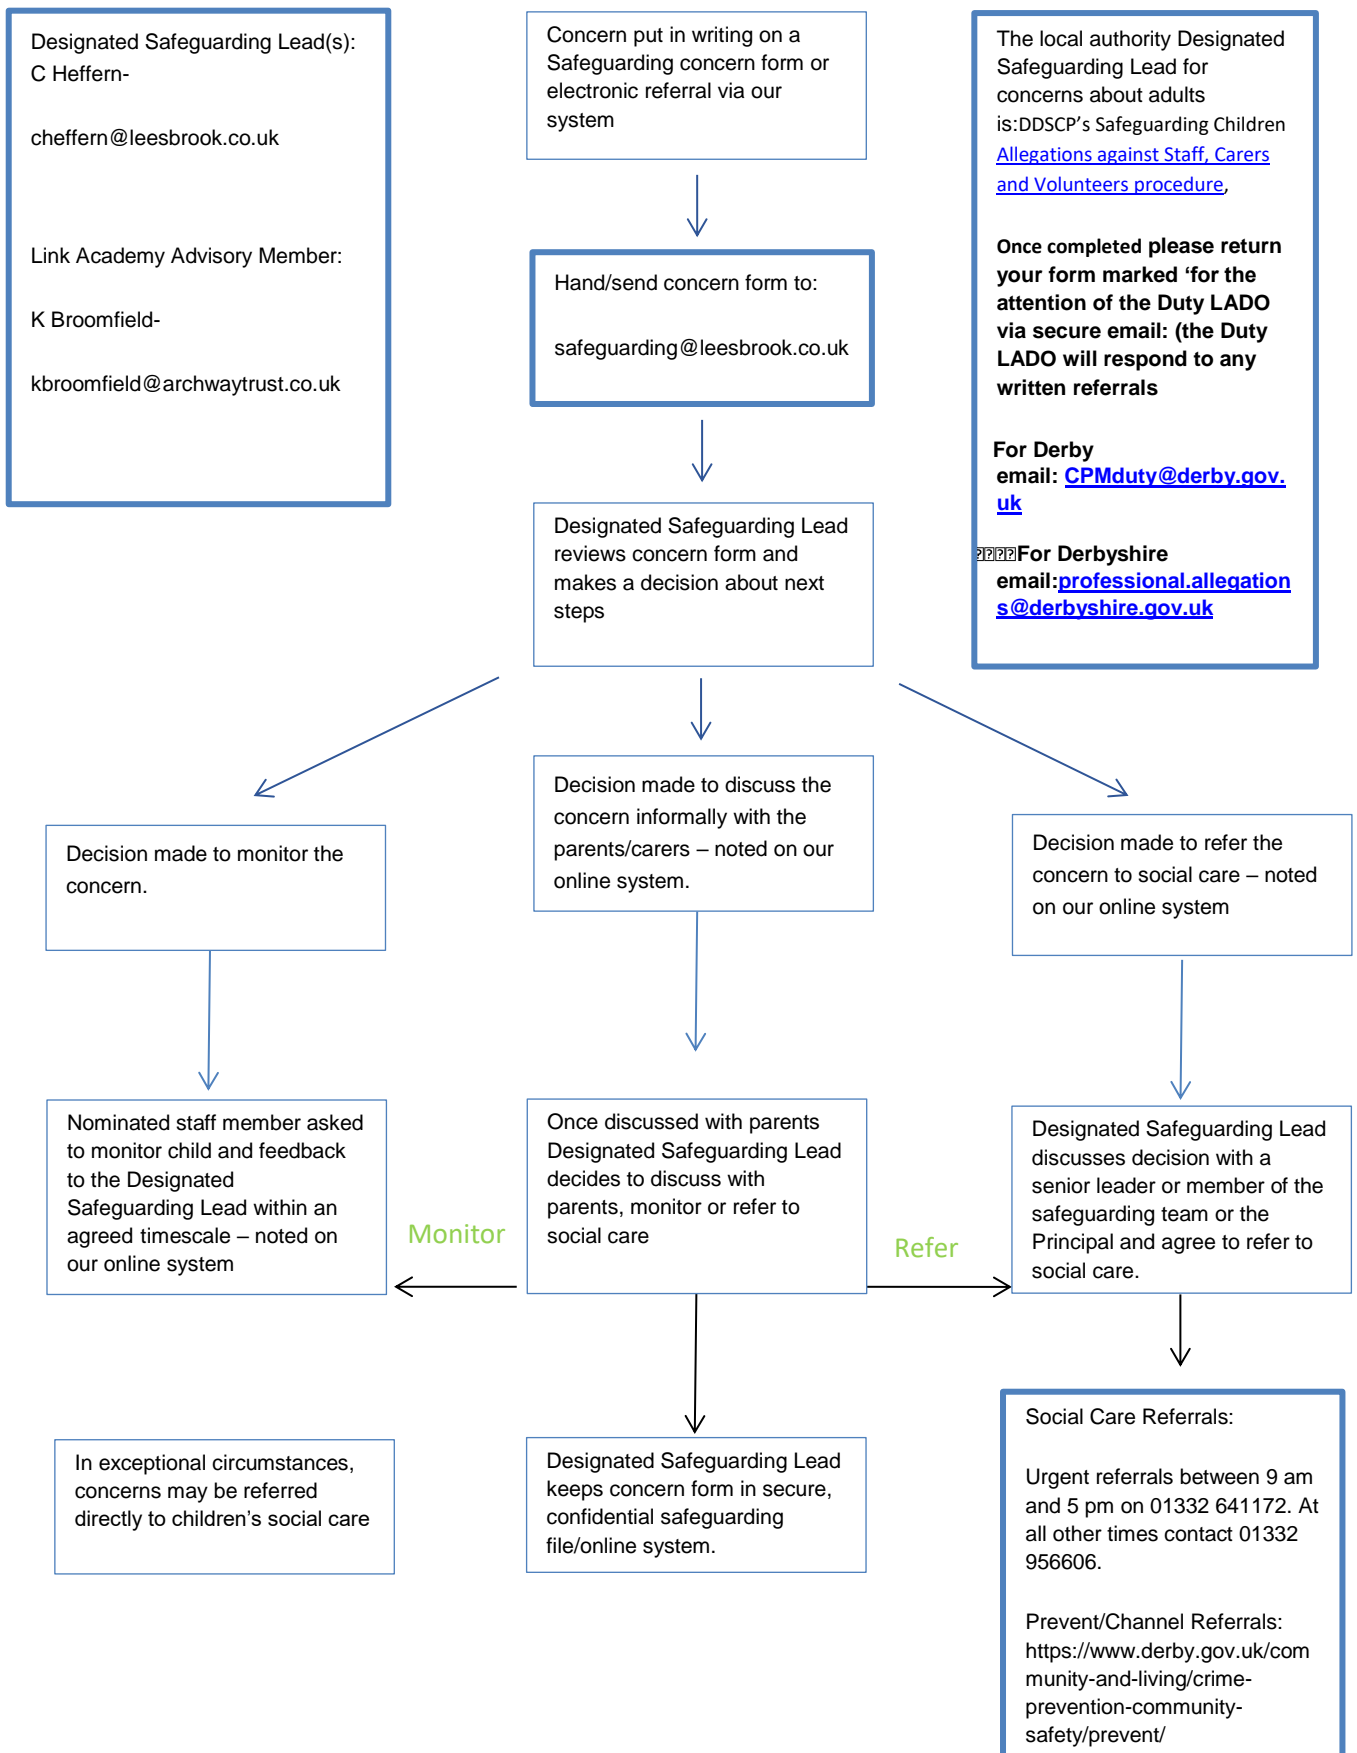 Designated Safeguarding Lead(s):
C Heffern-
cheffern@leesbrook.co.uk
Link Academy Advisory Member:
K Broomfield-
kbroomfield@archwaytrust.co.uk
Concern put in writing on a
Safeguarding concern form or
electronic referral via our
system
The local authority Designated
Safeguarding Lead for
concerns about adults
is:DDSCP’s Safeguarding Children
Allegations against Staff, Carers
and Volunteers procedure,
Once completed please return
your form marked ‘for the
attention of the Duty LADO
via secure email: (the Duty
LADO will respond to any
written referrals
For Derby
email: CPMduty@derby.gov.
uk
For Derbyshire
email:professional.allegation
s@derbyshire.gov.uk
Hand/send concern form to:
safeguarding@leesbrook.co.uk
Designated Safeguarding Lead
reviews concern form and
makes a decision about next
steps
Decision made to monitor the
concern.
Decision made to discuss the
concern informally with the
parents/carers – noted on our
online system.
Decision made to refer the
concern to social care – noted
on our online system
Nominated staff member asked
to monitor child and feedback
to the Designated
Safeguarding Lead within an
agreed timescale – noted on
our online system
Monitor
Once discussed with parents
Designated Safeguarding Lead
decides to discuss with
parents, monitor or refer to
social care
Refer
Designated Safeguarding Lead
discusses decision with a
senior leader or member of the
safeguarding team or the
Principal and agree to refer to
social care.
In exceptional circumstances,
concerns may be referred
directly to children’s social care
Designated Safeguarding Lead
keeps concern form in secure,
confidential safeguarding
file/online system.
Social Care Referrals:
Urgent referrals between 9 am
and 5 pm on 01332 641172. At
all other times contact 01332
956606.
Prevent/Channel Referrals:
https://www.derby.gov.uk/com
munity-and-living/crime-
prevention-community-
safety/prevent/